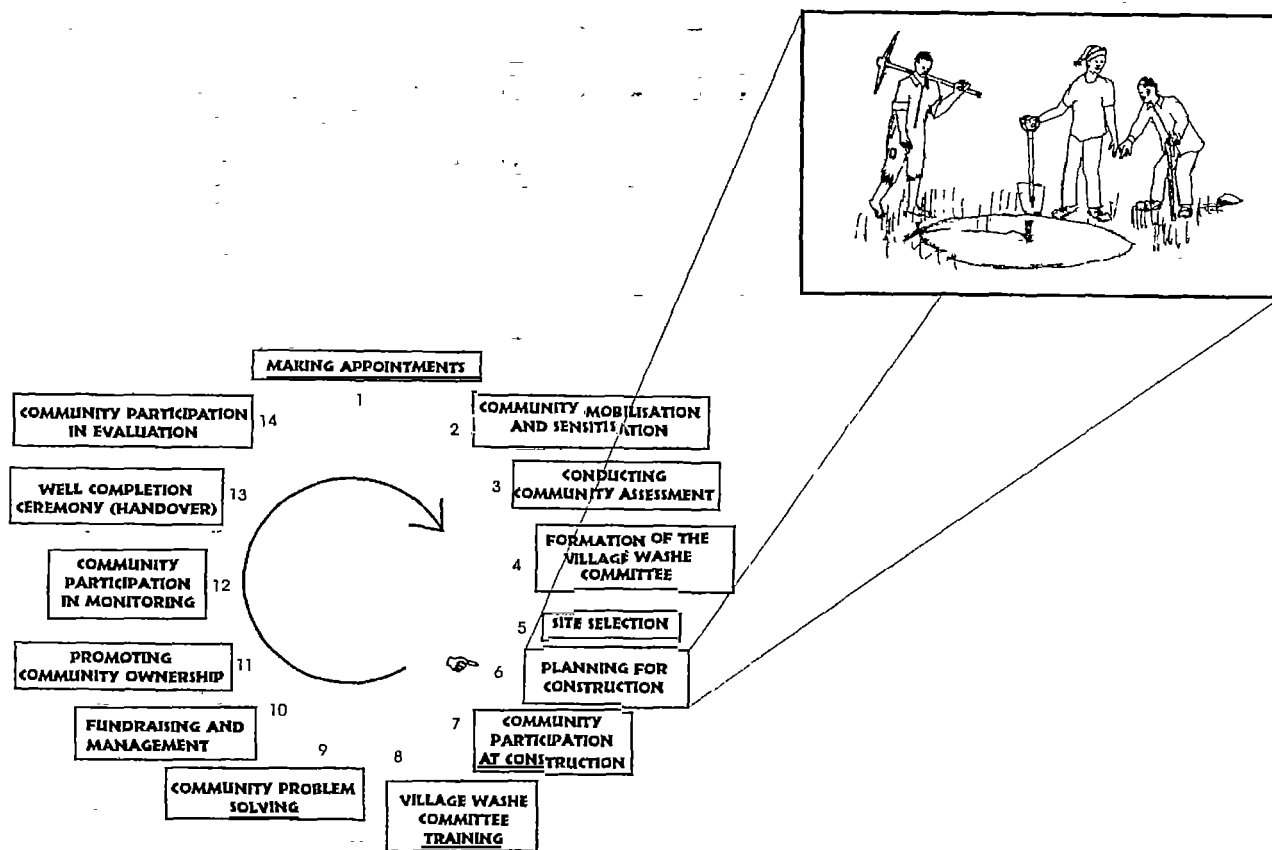 MAKING APPOINTMENTS
1
COMMUNITY MOBILISATION
AND SENSITISATION
2
CONDUCTING
COMMUNITY ASSESSMENT
3
FORMATION OF THE
VILLAGE WASHE
COMMITTEE
4
5
SITE SELECTION
6
PLANNING FOR
CONSTRUCTION
7
COMMUNITY
PARTICIPATION
AT CONSTRUCTION
8
VILLAGE WASHE
COMMITTEE
TRAINING
9
COMMUNITY PROBLEM
SOLVING
10
FUNDRAISING AND
MANAGEMENT
11
PROMOTING
COMMUNITY OWNERSHIP
12
COMMUNITY
PARTICIPATION
IN MONITORING
13
WELL COMPLETION
CEREMONY (HANDOVER)
14
COMMUNITY PARTICIPATION
IN EVALUATION